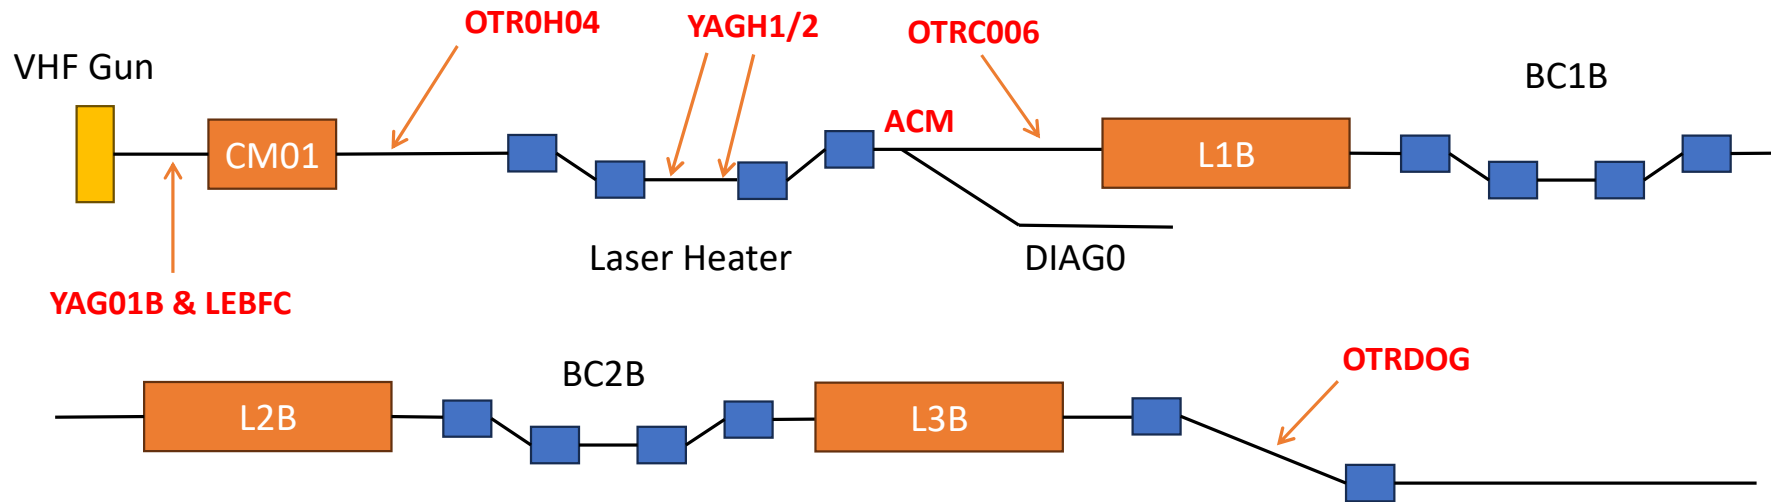 OTR0H04
YAGH1/2
OTRC006
VHF Gun
BC1B
ACM
CM01
L1B
Laser Heater
DIAG0
YAG01B & LEBFC
BC2B
OTRDOG
L2B
L3B